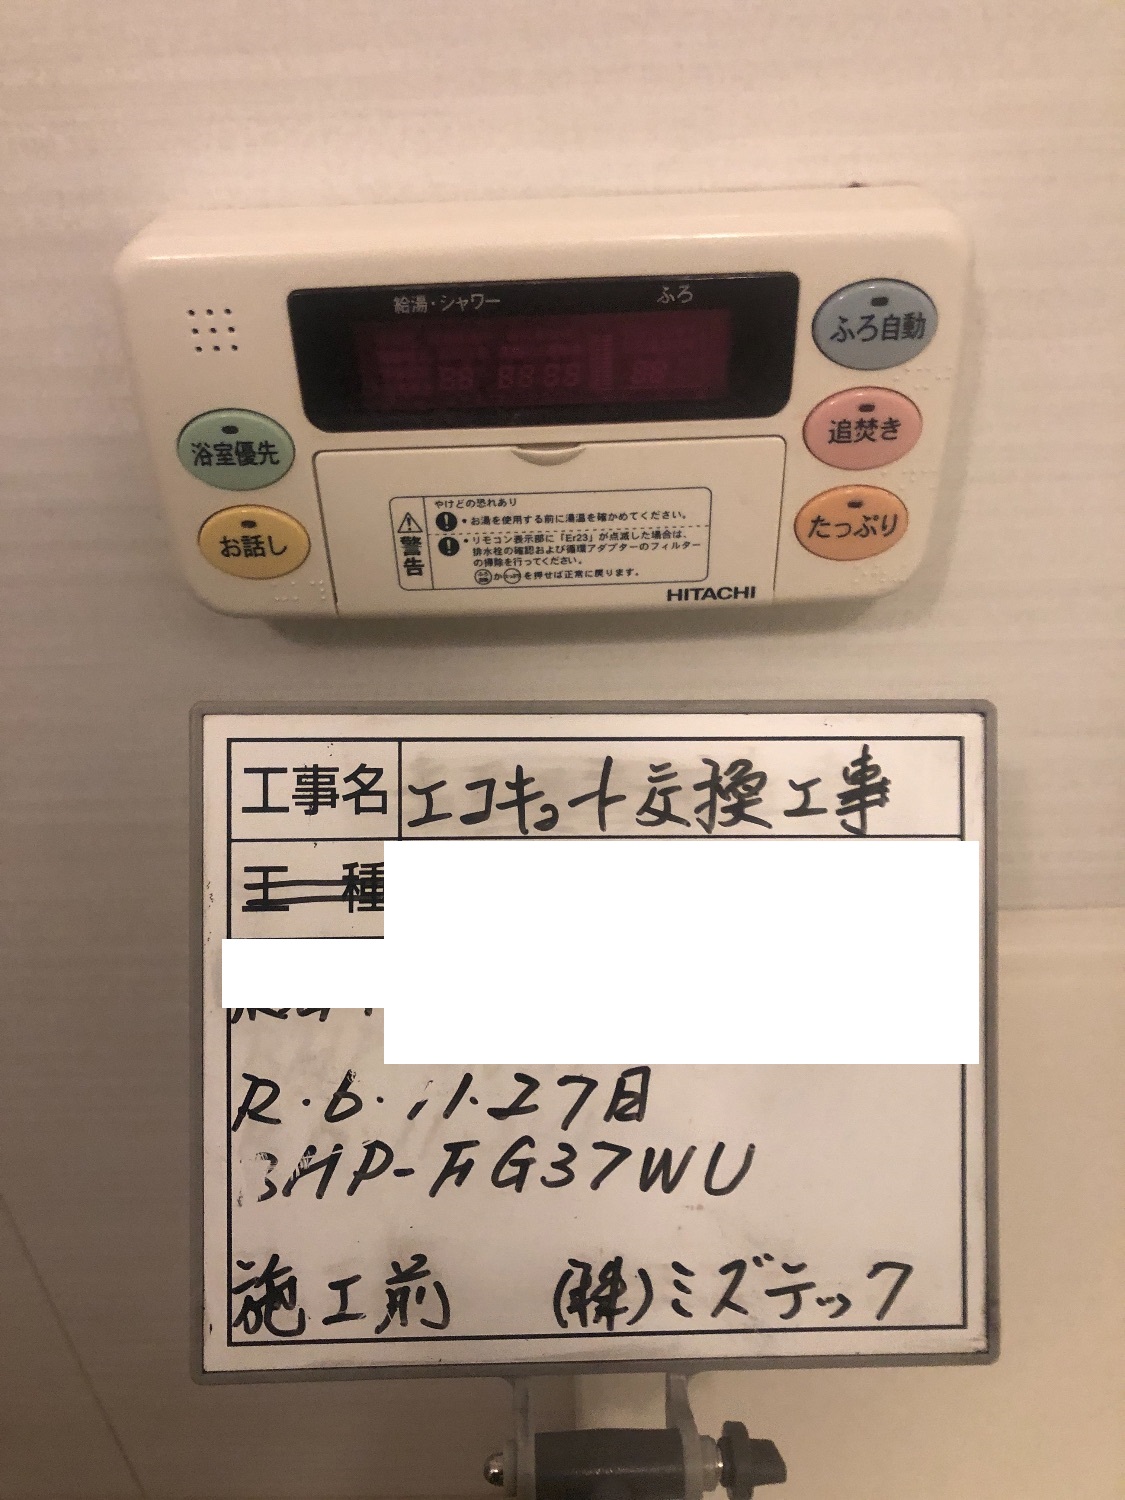 給湯・シャワー ふろ
ふろ自動
追焚き
たっぷり
浴室優先
お話し
警告
やけどの恐れあり
・お湯を使用する前に湯温を確かめてください。
・リモコン表示部に「Er23」が点滅した場合は、
排水栓の確認および循環アダプターのフィルター
の掃除を行ってください。
かを押せば正常に戻ります。
HITACHI
工事名 エコキュート交換工事
工種
R.6.11.27日
BHP-FG37WU
施工前 (株)ミズテック